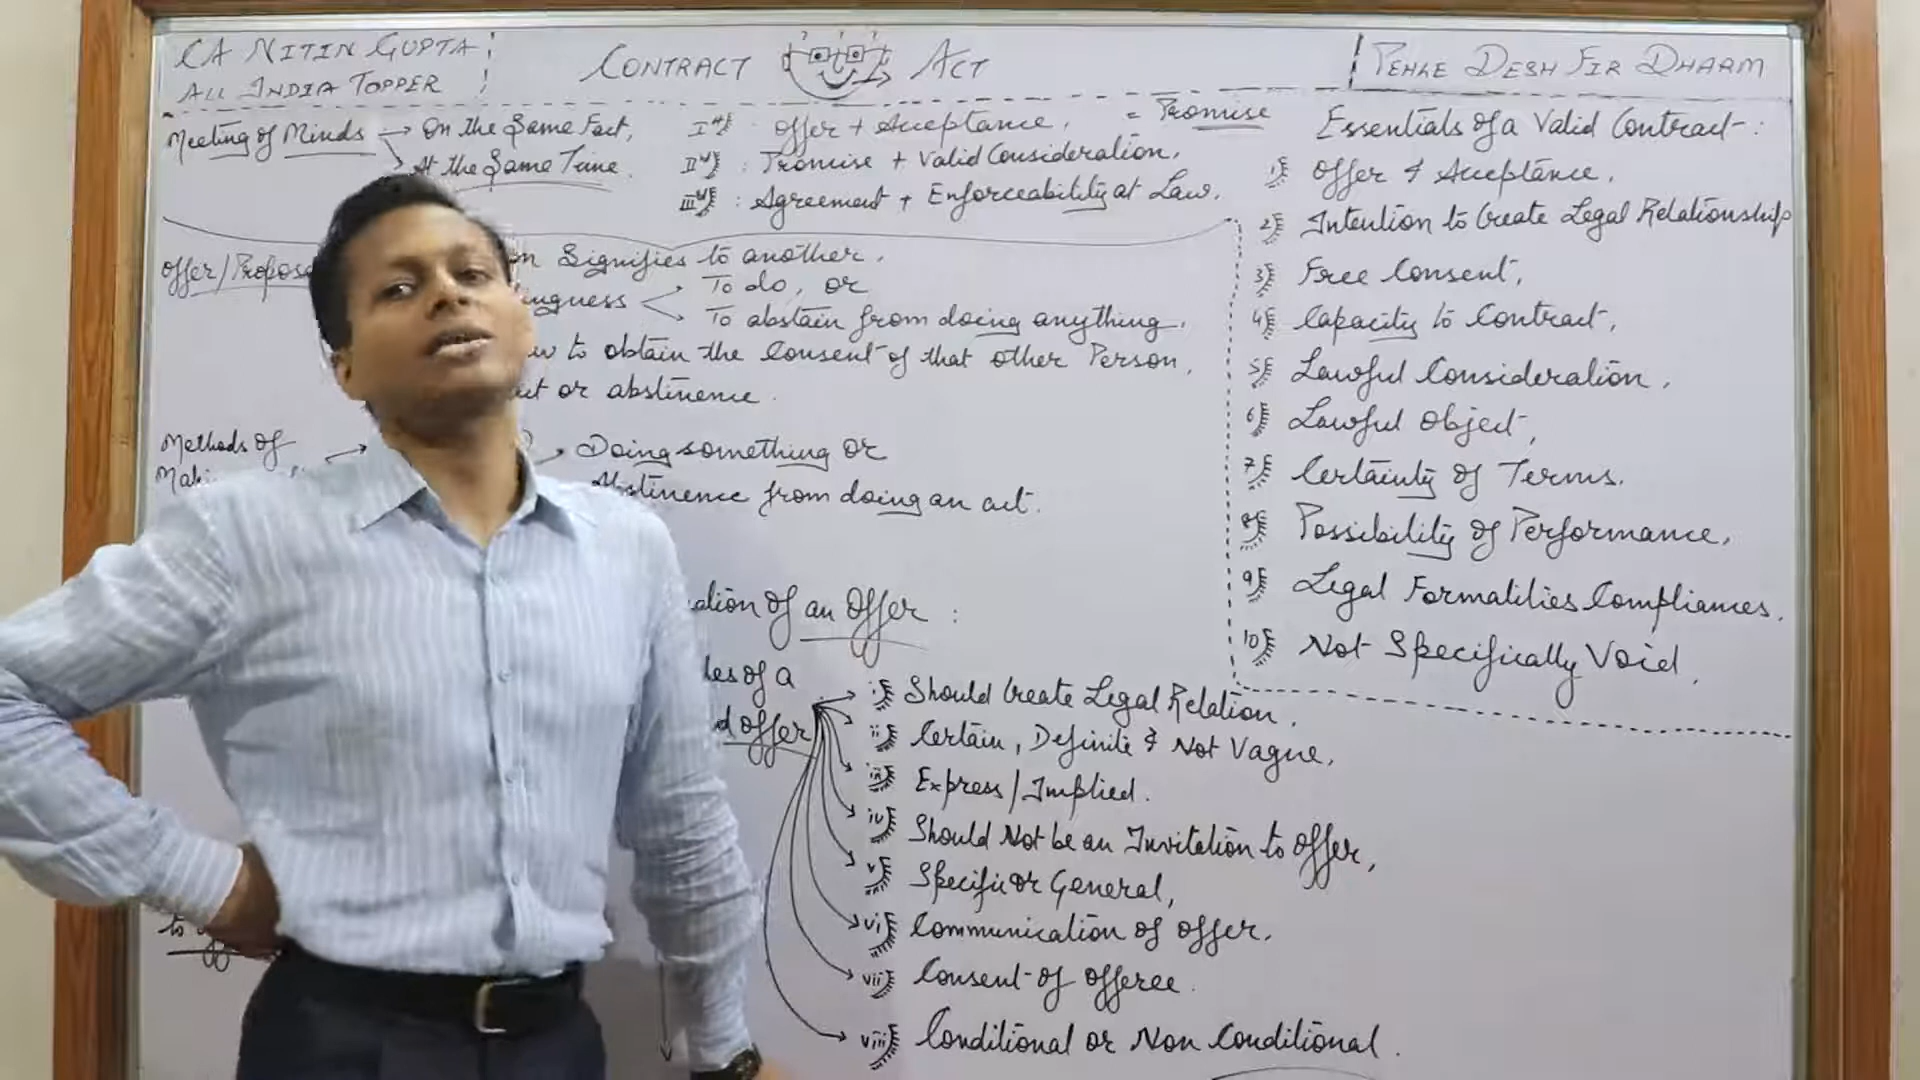 CA NITIN GUPTA
ALL INDIA TOPPER
CONTRACT ACT
PEHLE DESH FIR DHARM
Meeting of Minds → On the Same Fact,
At the Same Time.
Ist) : Offer + Acceptance. = Promise
IInd) : Promise + Valid Consideration.
IIIrd) : Agreement + Enforceability at Law.
Offer/Propos
Signifies to another.
To do, or
To abstain from doing anything.
to obtain the Consent of that other Person,
or abstinence.
Methods of
Doing something or
Abstinence from doing an act.
an Offer :
of a
offer
i) Should Create Legal Relation.
ii) Certain, Definite & Not Vague,
iii) Express/Implied.
iv) Should Not be an Invitation to offer,
v) Specific or General,
vi) Communication of offer.
vii) Consent of offeree.
viii) Conditional or Non Conditional.
to
Essentials of a Valid Contract :
1) Offer & Acceptance.
2) Intention to Create Legal Relationship
3) Free Consent,
4) Capacity to Contract,
5) Lawful Consideration,
6) Lawful Object,
7) Certainty of Terms.
8) Possibility of Performance,
9) Legal Formalities Compliances.
10) Not Specifically Void.